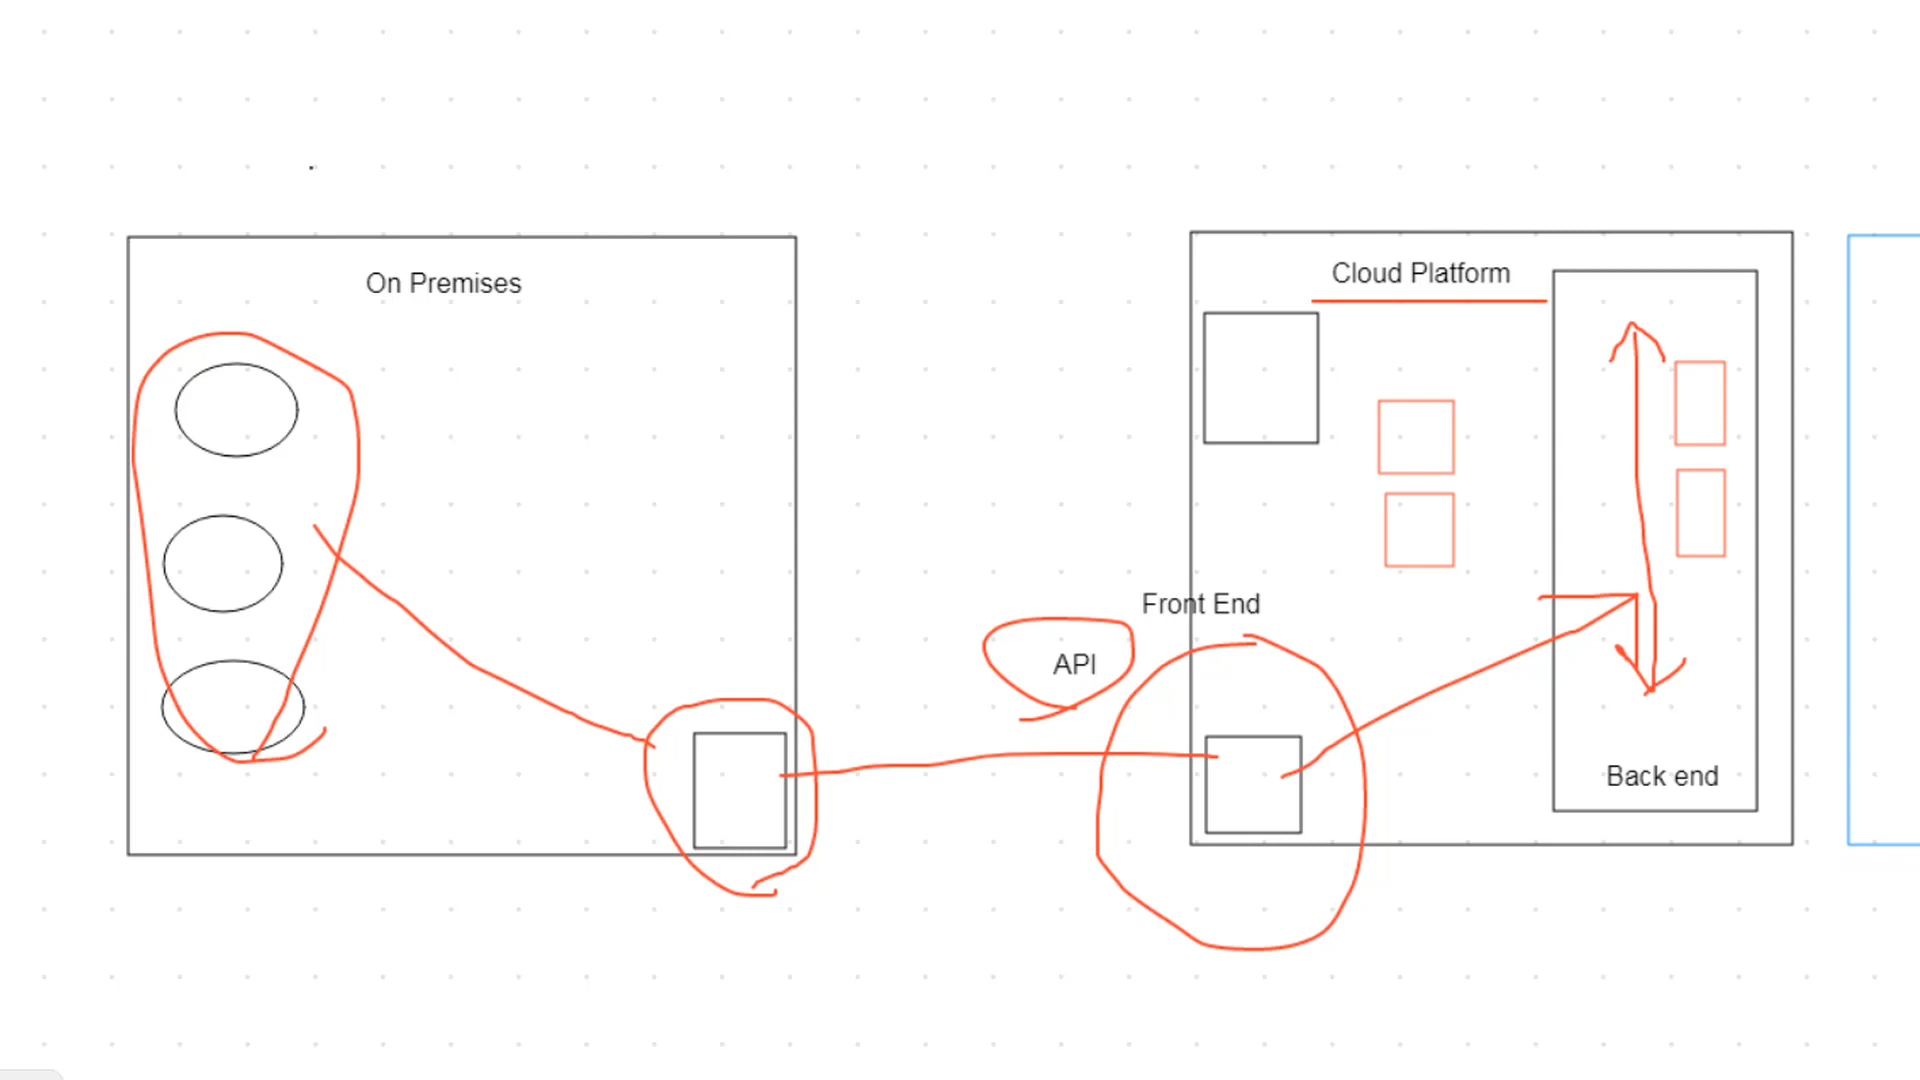 On Premises
Cloud Platform
Front End
API
Back end